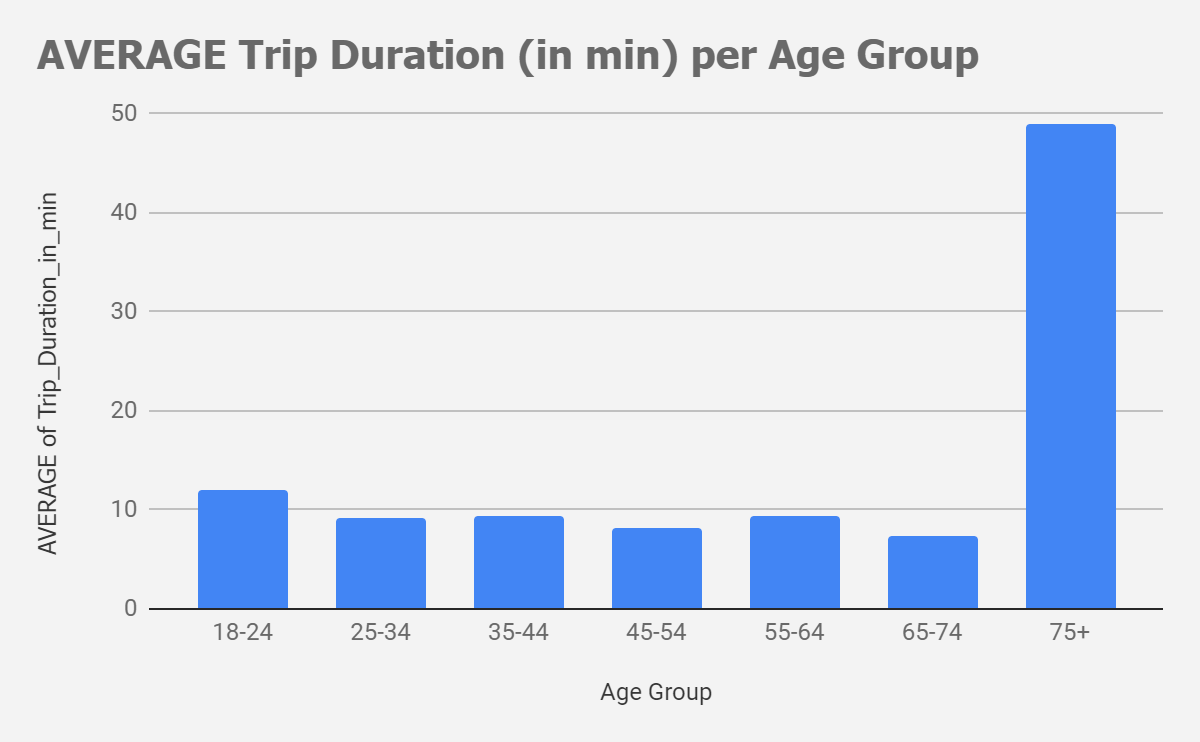 AVERAGE Trip Duration (in min) per Age Group
AVERAGE of Trip_Duration_in_min
50
40
30
20
10
0
18-24 25-34 35-44 45-54 55-64 65-74 75+
Age Group